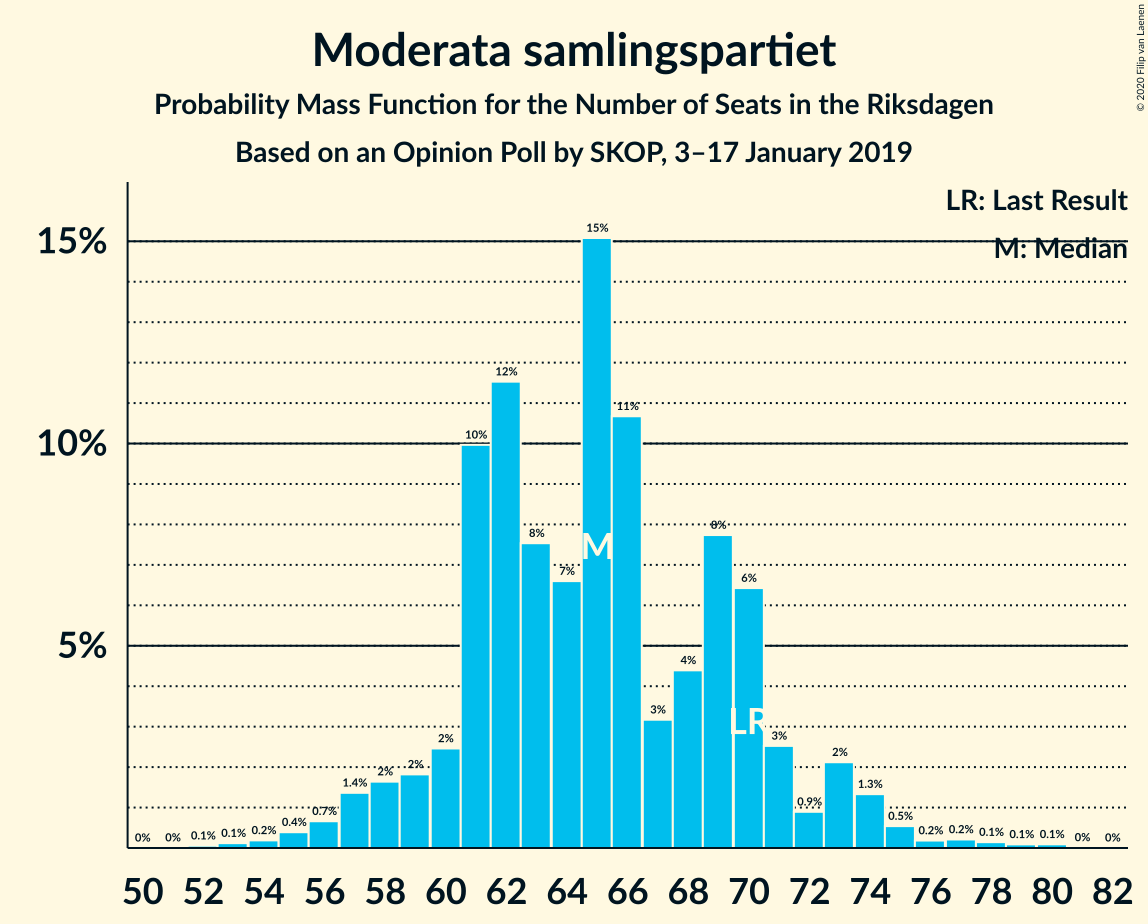 Moderata samlingspartiet
Probability Mass Function for the Number of Seats in the Riksdagen
Based on an Opinion Poll by SKOP, 3–17 January 2019
© 2020 Filip van Laenen
LR: Last Result
M: Median
15%
10%
5%
0% 0% 0.1% 0.1% 0.2% 0.4% 0.7% 1.4% 2% 2% 2% 10% 12% 8% 7% 15% 11% 3% 4% 8% 6% 3% 0.9% 2% 1.3% 0.5% 0.2% 0.2% 0.1% 0.1% 0.1% 0% 0%
M
LR
50 52 54 56 58 60 62 64 66 68 70 72 74 76 78 80 82